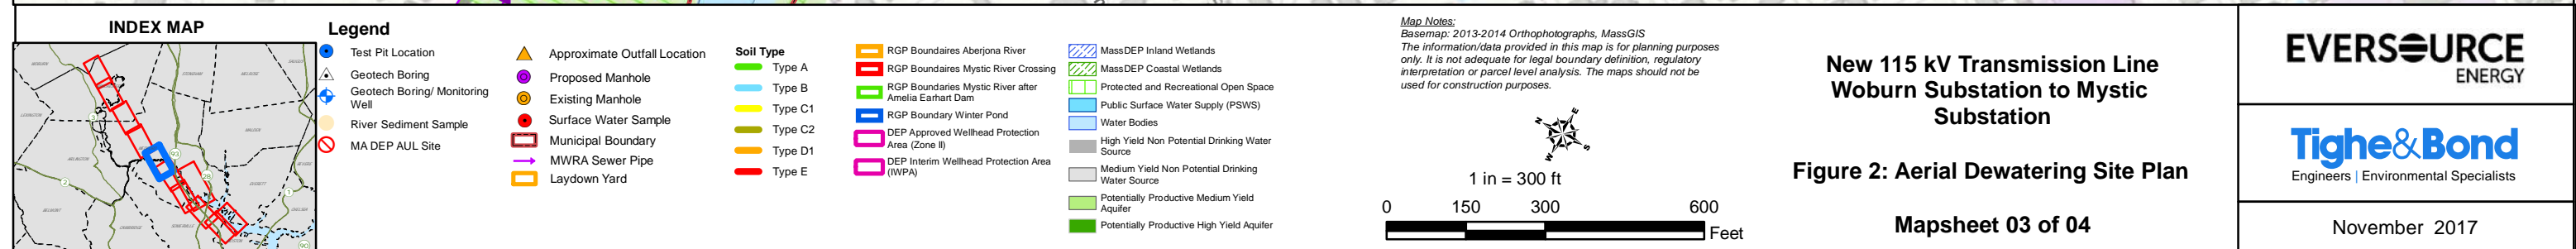 INDEX MAP
Legend
Test Pit Location
Geotech Boring
Geotech Boring/ Monitoring
Well
River Sediment Sample
MA DEP AUL Site
Approximate Outfall Location
Proposed Manhole
Existing Manhole
Surface Water Sample
Municipal Boundary
MWRA Sewer Pipe
Laydown Yard
Soil Type
Type A
Type B
Type C1
Type C2
Type D1
Type E
RGP Boundaires Aberjona River
RGP Boundaires Mystic River Crossing
RGP Boundaries Mystic River after
Amelia Earhart Dam
RGP Boundary Winter Pond
DEP Approved Wellhead Protection
Area (Zone II)
DEP Interim Wellhead Protection Area
(IWPA)
MassDEP Inland Wetlands
MassDEP Coastal Wetlands
Protected and Recreational Open Space
Public Surface Water Supply (PSWS)
Water Bodies
High Yield Non Potential Drinking Water
Source
Medium Yield Non Potential Drinking
Water Source
Potentially Productive Medium Yield
Aquifer
Potentially Productive High Yield Aquifer
Map Notes:
Basemap: 2013-2014 Orthophotographs, MassGIS
The information/data provided in this map is for planning purposes
only. It is not adequate for legal boundary definition, regulatory
interpretation or parcel level analysis. The maps should not be
used for construction purposes.
N
E
W
S
1 in = 300 ft
0 150 300 600
Feet
New 115 kV Transmission Line
Woburn Substation to Mystic
Substation
Figure 2: Aerial Dewatering Site Plan
Mapsheet 03 of 04
EVERSOURCE
ENERGY
Tighe&Bond
Engineers | Environmental Specialists
November 2017